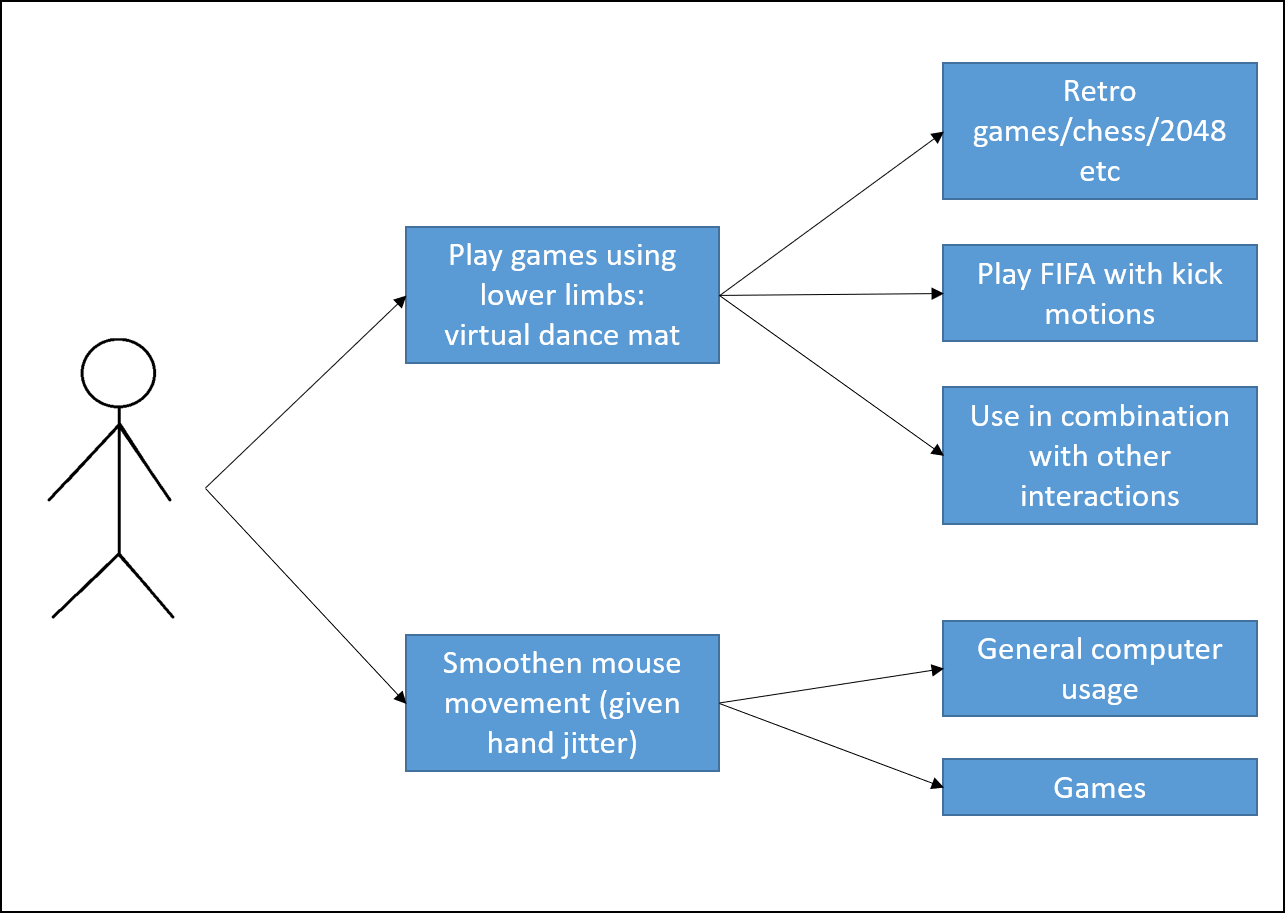 Retro
games/chess/2048
etc
Play games using
lower limbs:
virtual dance mat
Play FIFA with kick
motions
Use in combination
with other
interactions
Smoothen mouse
movement (given
hand jitter)
General computer
usage
Games